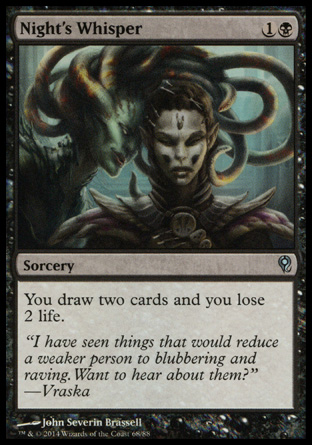 Night's Whisper 1
Sorcery
You draw two cards and you lose
2 life.
"I have seen things that would reduce
a weaker person to blubbering and
raving. Want to hear about them?"
—Vraska
John Severin Brassell
™ & © 2014 Wizards of the Coast 68/88